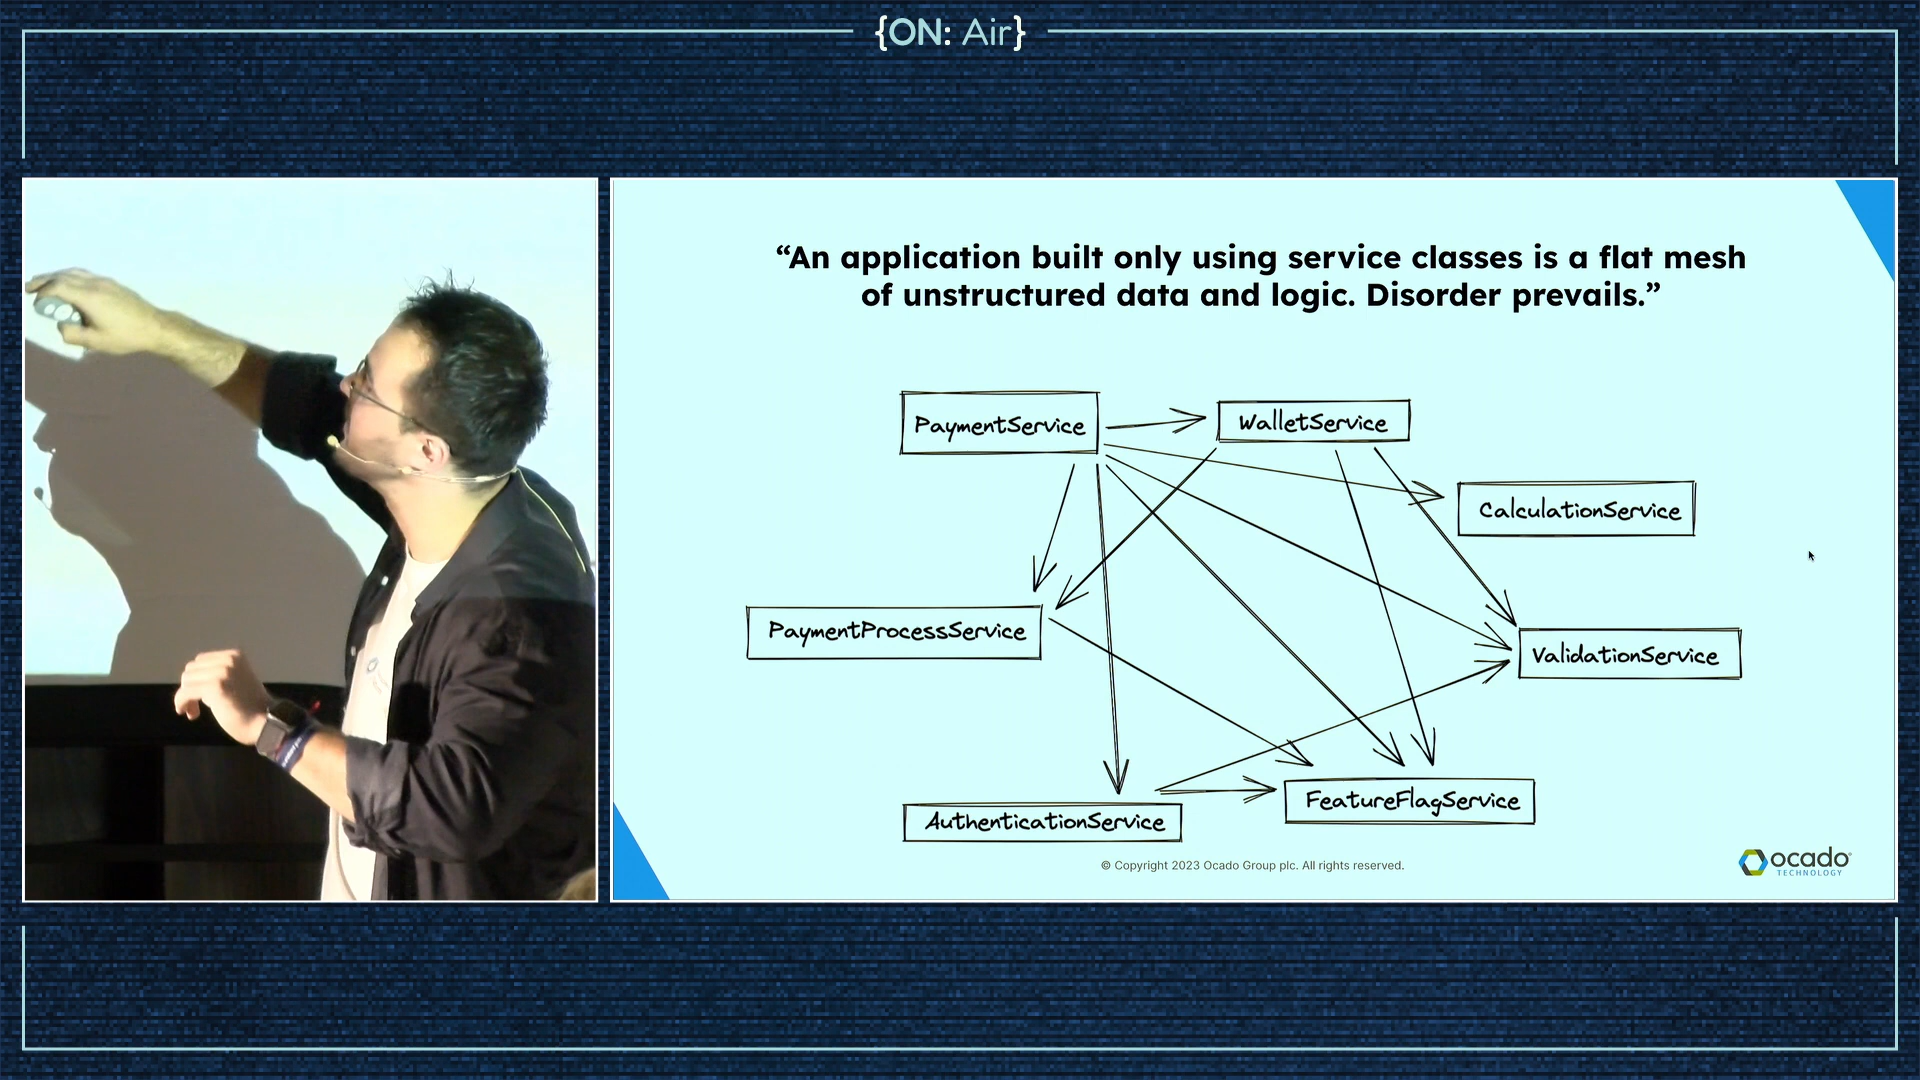 {ON: Air}
“An application built only using service classes is a flat mesh
of unstructured data and logic. Disorder prevails.”
PaymentService
WalletService
CalculationService
PaymentProcessService
ValidationService
AuthenticationService
FeatureFlagService
© Copyright 2023 Ocado Group plc. All rights reserved.
ocado
TECHNOLOGY